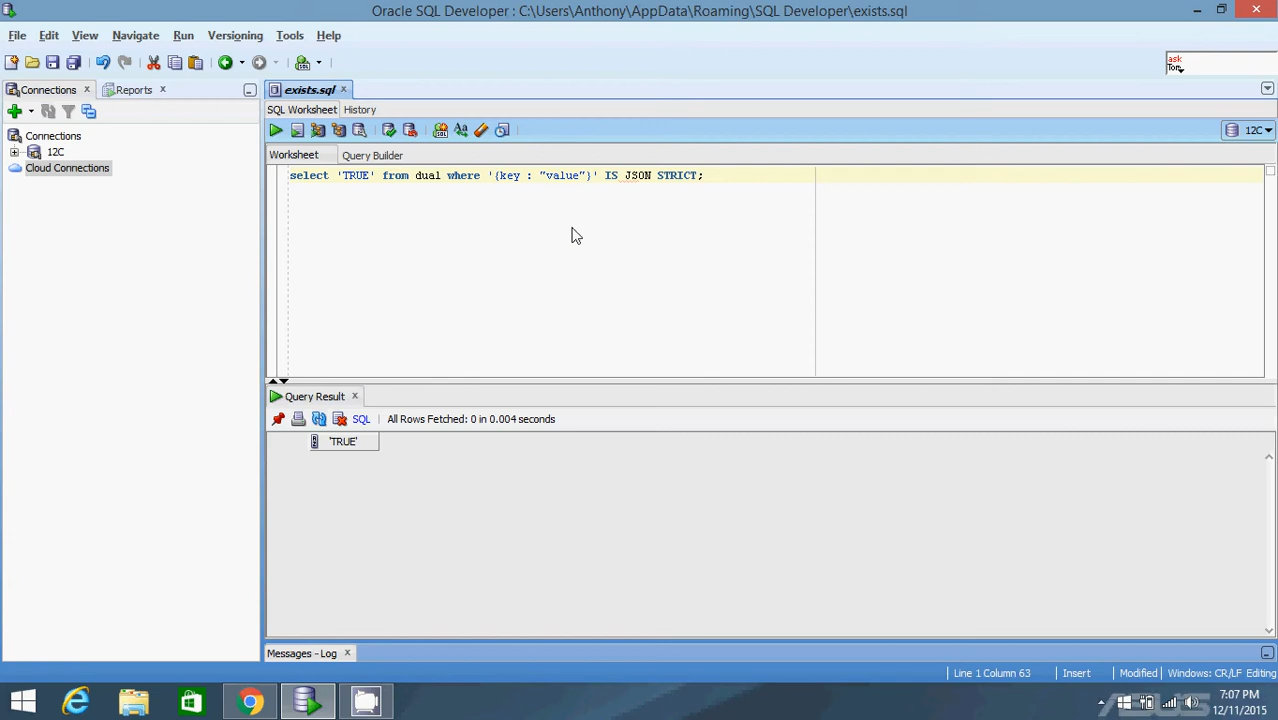 Oracle SQL Developer : C:\Users\Anthony\AppData\Roaming\SQL Developer\exists.sql
File Edit View Navigate Run Versioning Tools Help
ask
Tom
Connections Reports exists.sql
SQL Worksheet History
Connections
12C
12C
Cloud Connections
Worksheet Query Builder
select 'TRUE' from dual where '{key : "value"}' IS JSON STRICT;
Query Result
SQL All Rows Fetched: 0 in 0.004 seconds
'TRUE'
Messages - Log
Line 1 Column 63 Insert Modified Windows: CR/LF Editing
ASUS
7:07 PM
12/11/2015